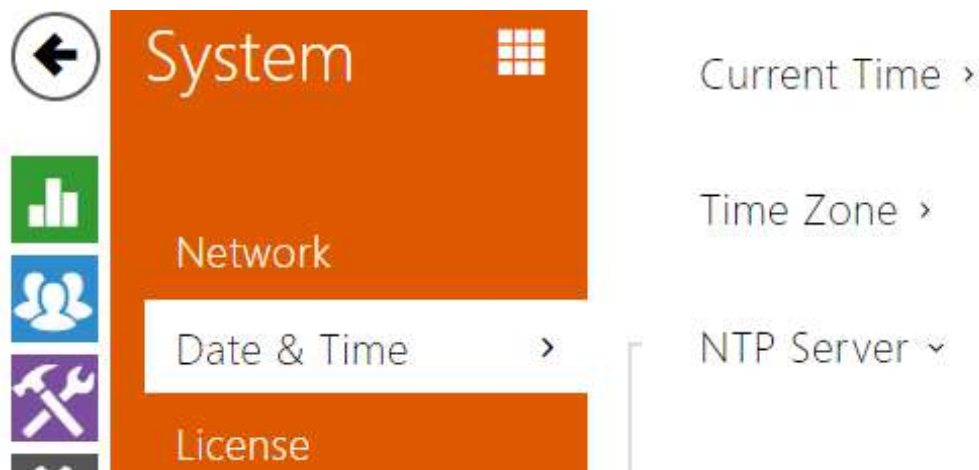 System
Network
Date & Time
License
Current Time
Time Zone
NTP Server